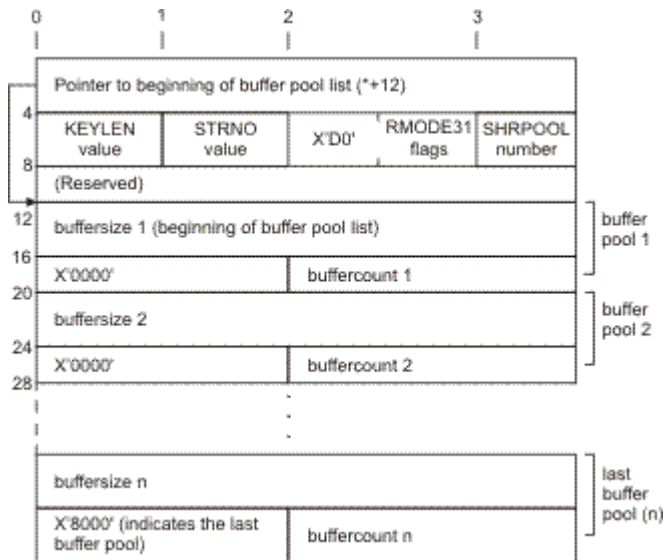 0 1 2 3
Pointer to beginning of buffer pool list (*+12)
4
KEYLEN value
STRNO value
X'D0'
RMODE31 flags
SHRPOOL number
8
(Reserved)
12
buffersize 1 (beginning of buffer pool list)
buffer pool 1
16
X'0000'
buffercount 1
20
buffersize 2
buffer pool 2
24
X'0000'
buffercount 2
28
buffersize n
last buffer pool (n)
X'8000' (indicates the last buffer pool)
buffercount n